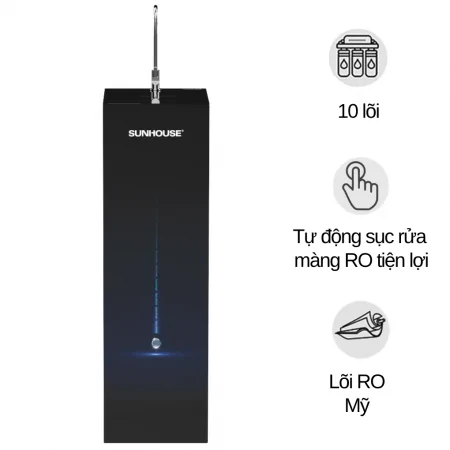 SUNHOUSE®
10 lõi
Tự động sục rửa
màng RO tiện lợi
Lõi RO
Mỹ